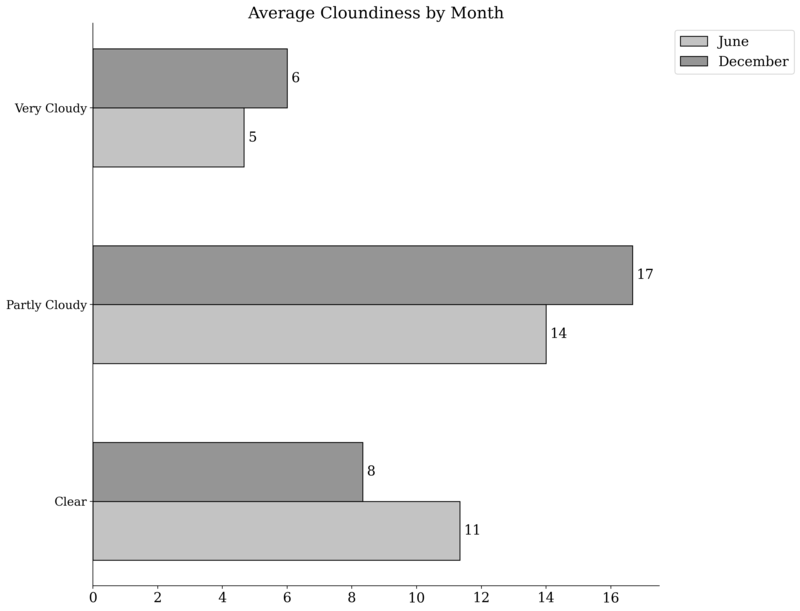 Average Cloundiness by Month
June
December
Very Cloudy
6
5
Partly Cloudy
17
14
Clear
8
11
0 2 4 6 8 10 12 14 16